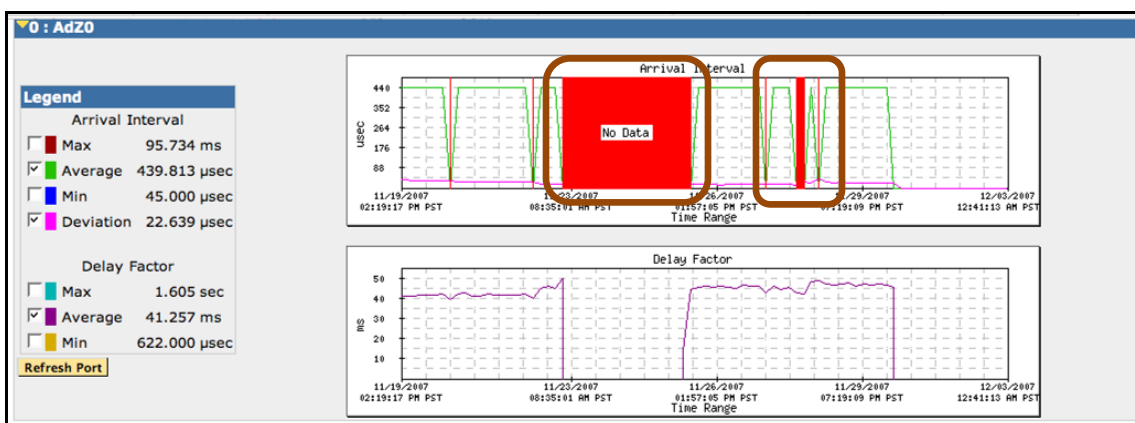 0 : AdZ0
Legend
Arrival Interval
Max 95.734 ms
Average 439.813 µsec
Min 45.000 µsec
Deviation 22.639 µsec
Delay Factor
Max 1.605 sec
Average 41.257 ms
Min 622.000 µsec
Refresh Port
Arrival Interval
usec
440
352
264
176
88
No Data
11/19/2007 11/23/2007 11/26/2007 11/29/2007 12/03/2007
02:19:17 PM PST 08:35:01 AM PST 01:57:05 PM PST 07:19:09 PM PST 12:41:13 AM PST
Time Range
Delay Factor
ms
50
40
30
20
10
11/19/2007 11/23/2007 11/26/2007 11/29/2007 12/03/2007
02:19:17 PM PST 08:35:01 AM PST 01:57:05 PM PST 07:19:09 PM PST 12:41:13 AM PST
Time Range